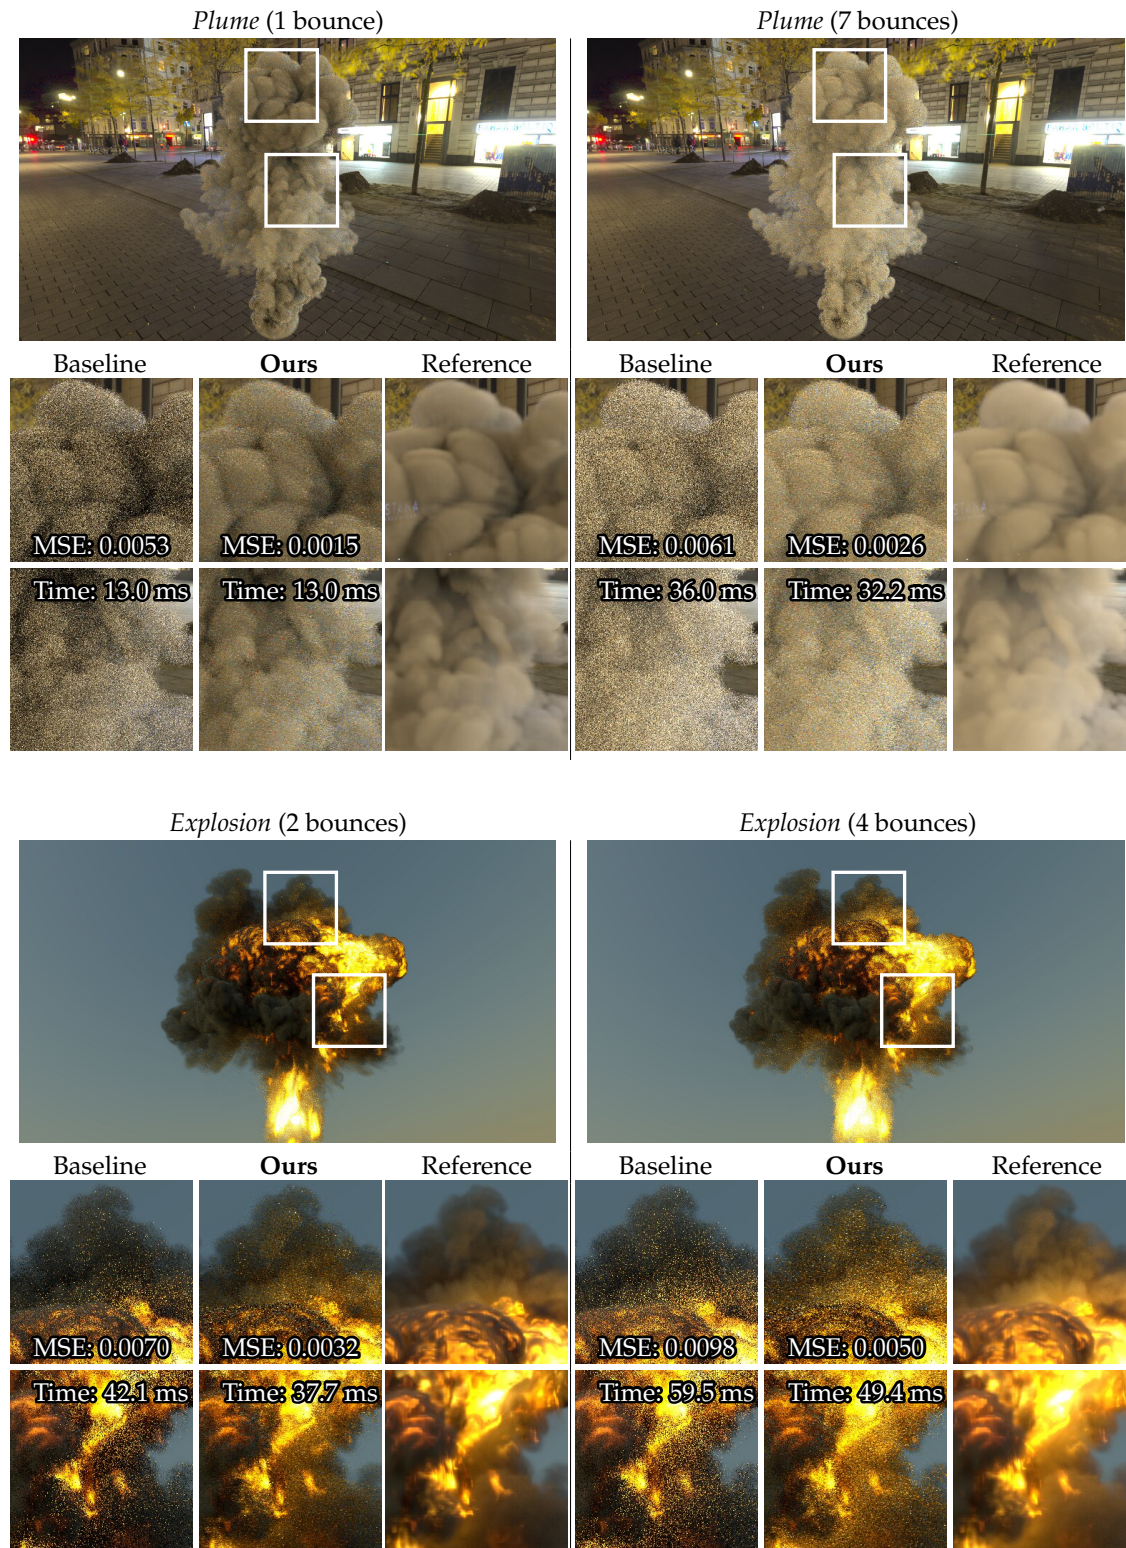 Plume (1 bounce)
Plume (7 bounces)
Baseline Ours Reference
Baseline Ours Reference
MSE: 0.0053 MSE: 0.0015
MSE: 0.0061 MSE: 0.0026
Time: 13.0 ms Time: 13.0 ms
Time: 36.0 ms Time: 32.2 ms
Explosion (2 bounces)
Explosion (4 bounces)
Baseline Ours Reference
Baseline Ours Reference
MSE: 0.0070 MSE: 0.0032
MSE: 0.0098 MSE: 0.0050
Time: 42.1 ms Time: 37.7 ms
Time: 59.5 ms Time: 49.4 ms